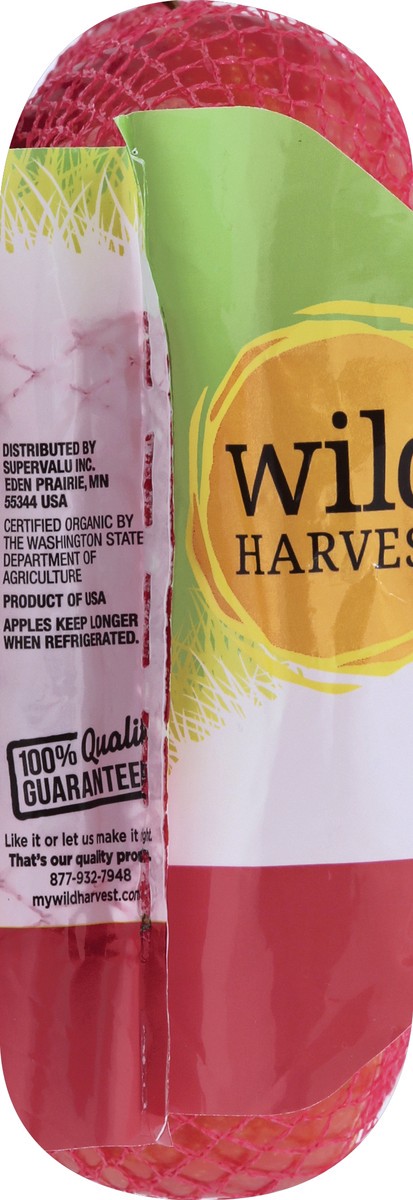 DISTRIBUTED BY
SUPERVALU INC.
EDEN PRAIRIE, MN
55344 USA
CERTIFIED ORGANIC BY
THE WASHINGTON STATE
DEPARTMENT OF
AGRICULTURE
PRODUCT OF USA
APPLES KEEP LONGER
WHEN REFRIGERATED.
100% Quali
GUARANTEE
Like it or let us make it
That's our quality
877-932-7948
mywildharvest.com
wild
HARVES